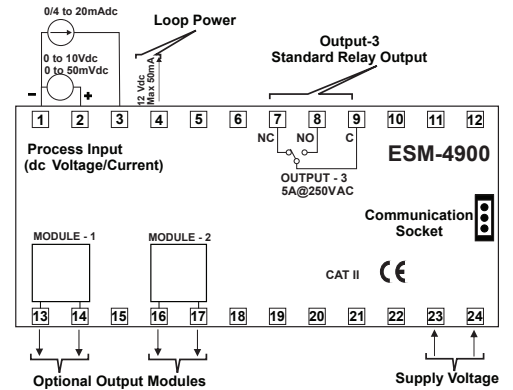 0/4 to 20mAdc
Loop Power
Output-3
Standard Relay Output
0 to 10Vdc
0 to 50mVdc
- +
12 Vdc
Max 50mA
1 2 3 4 5 6 7 8 9 10 11 12
NC NO C
Process Input
(dc Voltage/Current)
ESM-4900
OUTPUT - 3
5A@250VAC
Communication
Socket
MODULE - 1
MODULE - 2
CAT II CE
13 14 15 16 17 18 19 20 21 22 23 24
Optional Output Modules
Supply Voltage